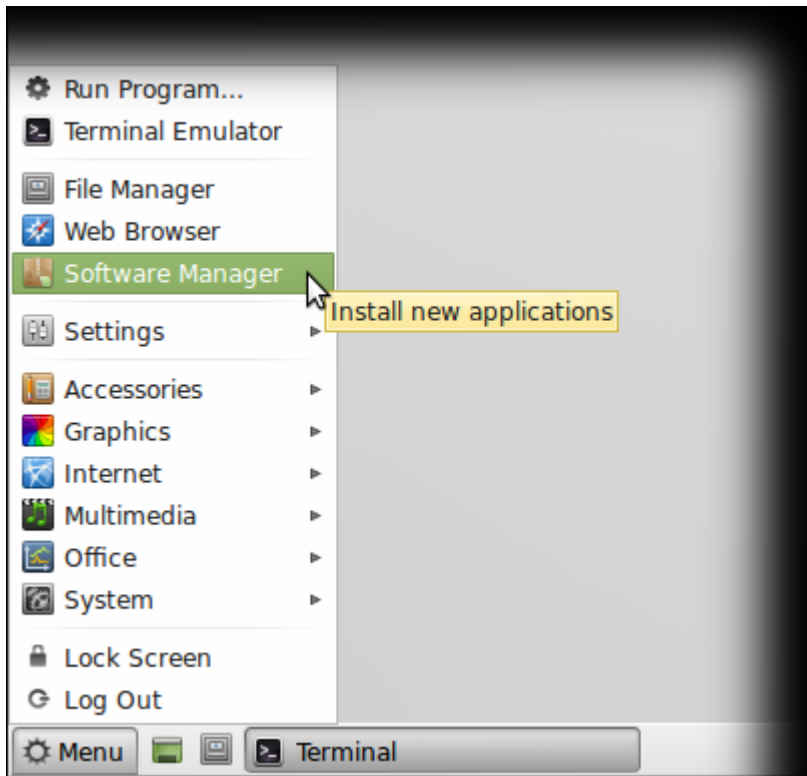 Run Program...
Terminal Emulator
File Manager
Web Browser
Software Manager
Install new applications
Settings
Accessories
Graphics
Internet
Multimedia
Office
System
Lock Screen
Log Out
Menu
Terminal